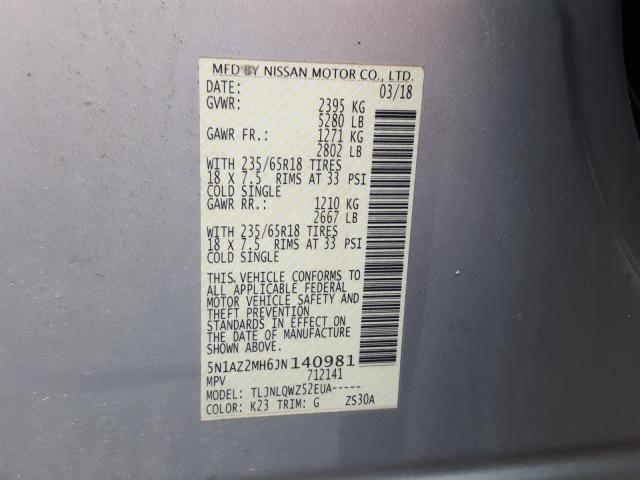 MFD BY NISSAN MOTOR CO., LTD.
DATE: 03/18
GVWR: 2395 KG
5280 LB
GAWR FR.: 1271 KG
2802 LB
WITH 235/65R18 TIRES
18 X 7.5 RIMS AT 33 PSI
COLD SINGLE
GAWR RR.: 1210 KG
2667 LB
WITH 235/65R18 TIRES
18 X 7.5 RIMS AT 33 PSI
COLD SINGLE
THIS VEHICLE CONFORMS TO
ALL APPLICABLE FEDERAL
MOTOR VEHICLE SAFETY AND
THEFT PREVENTION
STANDARDS IN EFFECT ON
THE DATE OF MANUFACTURE
SHOWN ABOVE.
5N1AZ2MH6JN140981
MPV 712141
MODEL: TLJNLQWZ52EUA-----
COLOR: K23 TRIM: G ZS30A